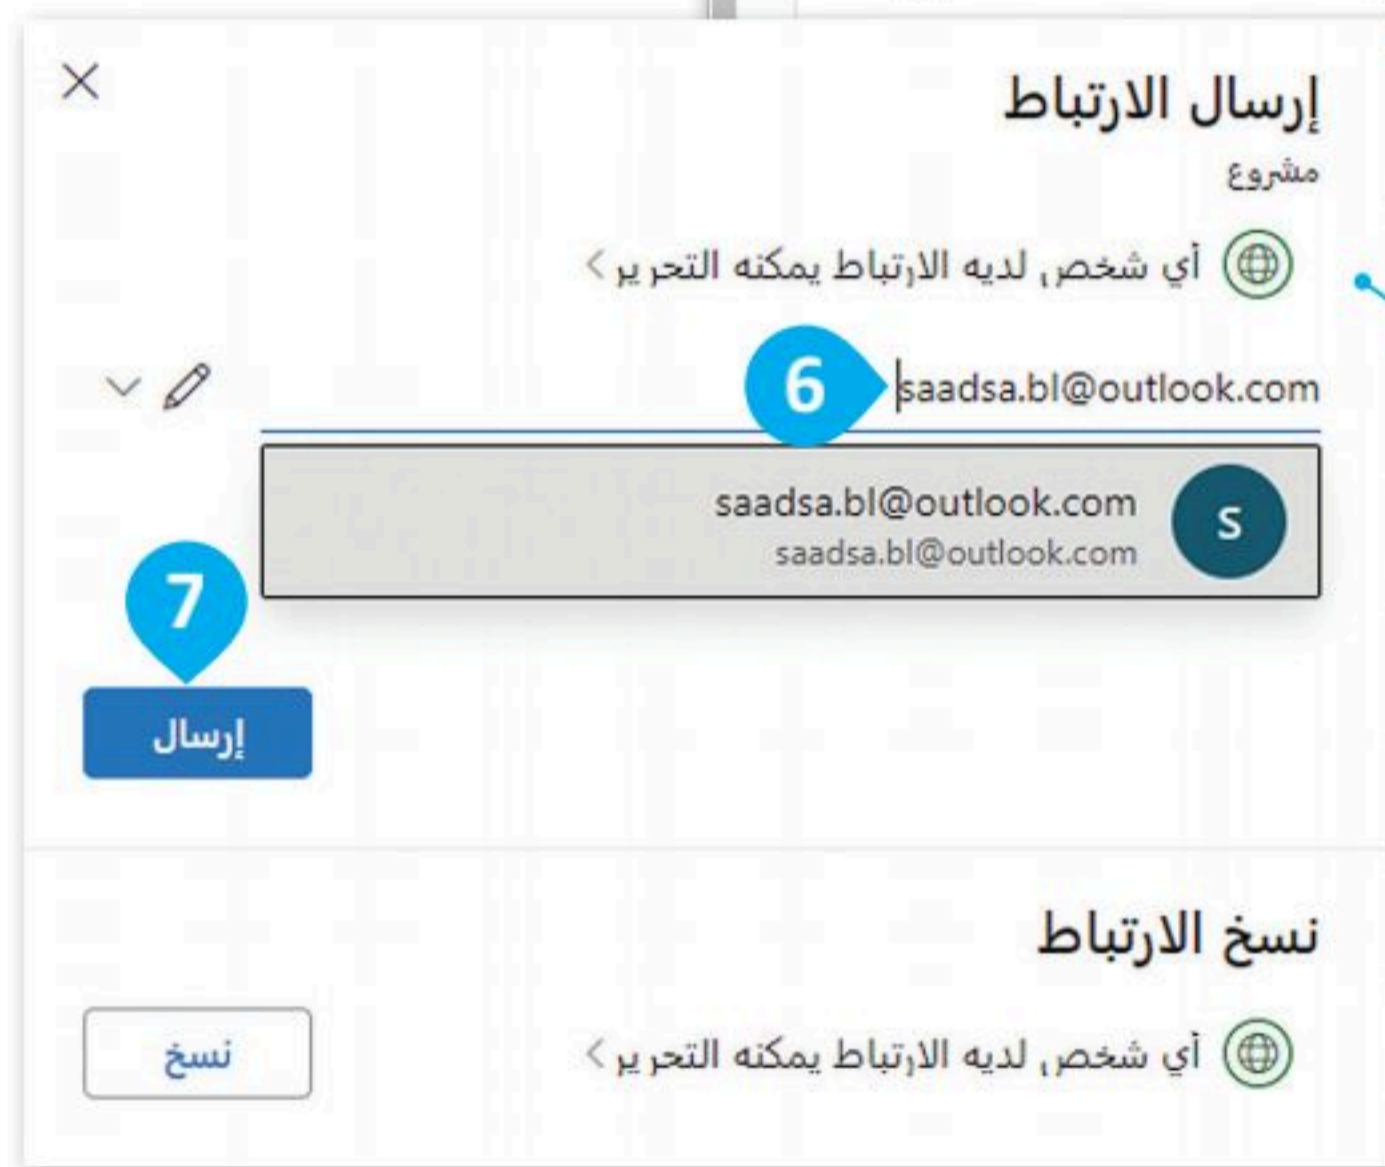 إرسال الارتباط
مشروع
أي شخص لديه الارتباط يمكنه التحرير >
saadsa.bl@outlook.com 6
saadsa.bl@outlook.com
S
saadsa.bl@outlook.com
7
إرسال
نسخ الارتباط
أي شخص لديه الارتباط يمكنه التحرير >
نسخ